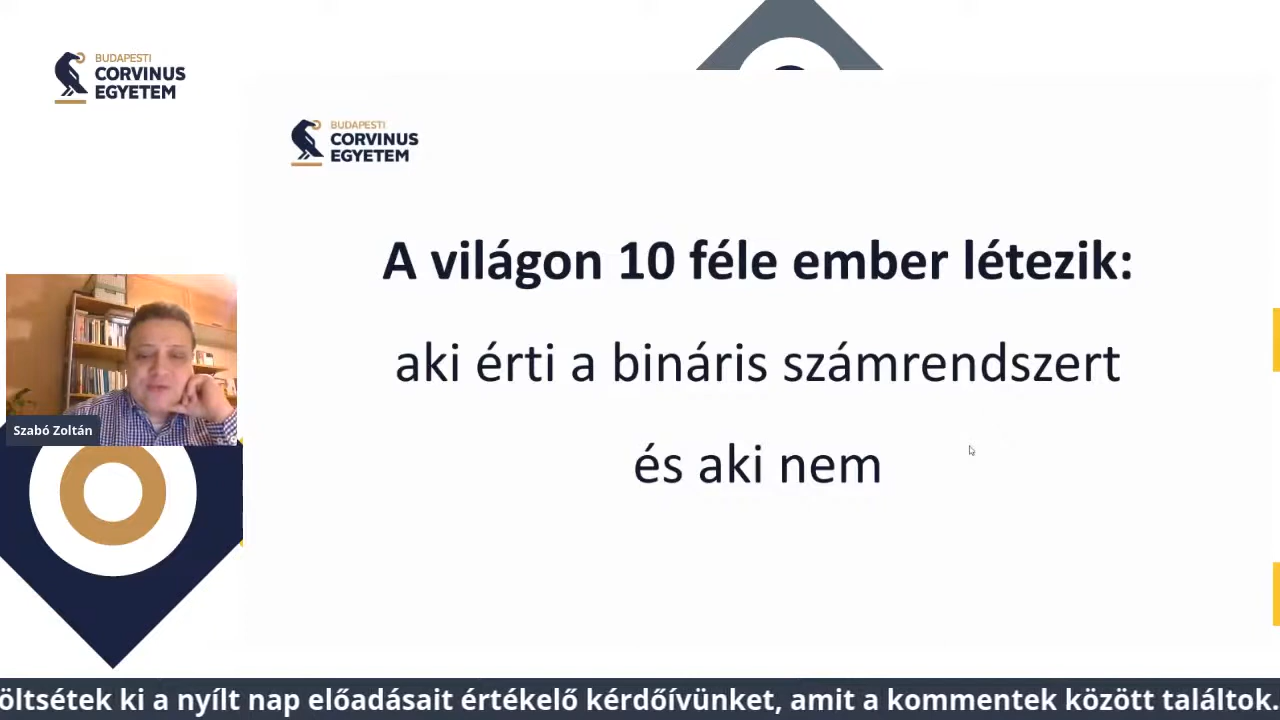 BUDAPESTI
CORVINUS
EGYETEM
BUDAPESTI
CORVINUS
EGYETEM
A világon 10 féle ember létezik:
aki érti a bináris számrendszert
és aki nem
Szabó Zoltán
öltsétek ki a nyílt nap előadásait értékelő kérdőívünket, amit a kommentek között találtok.